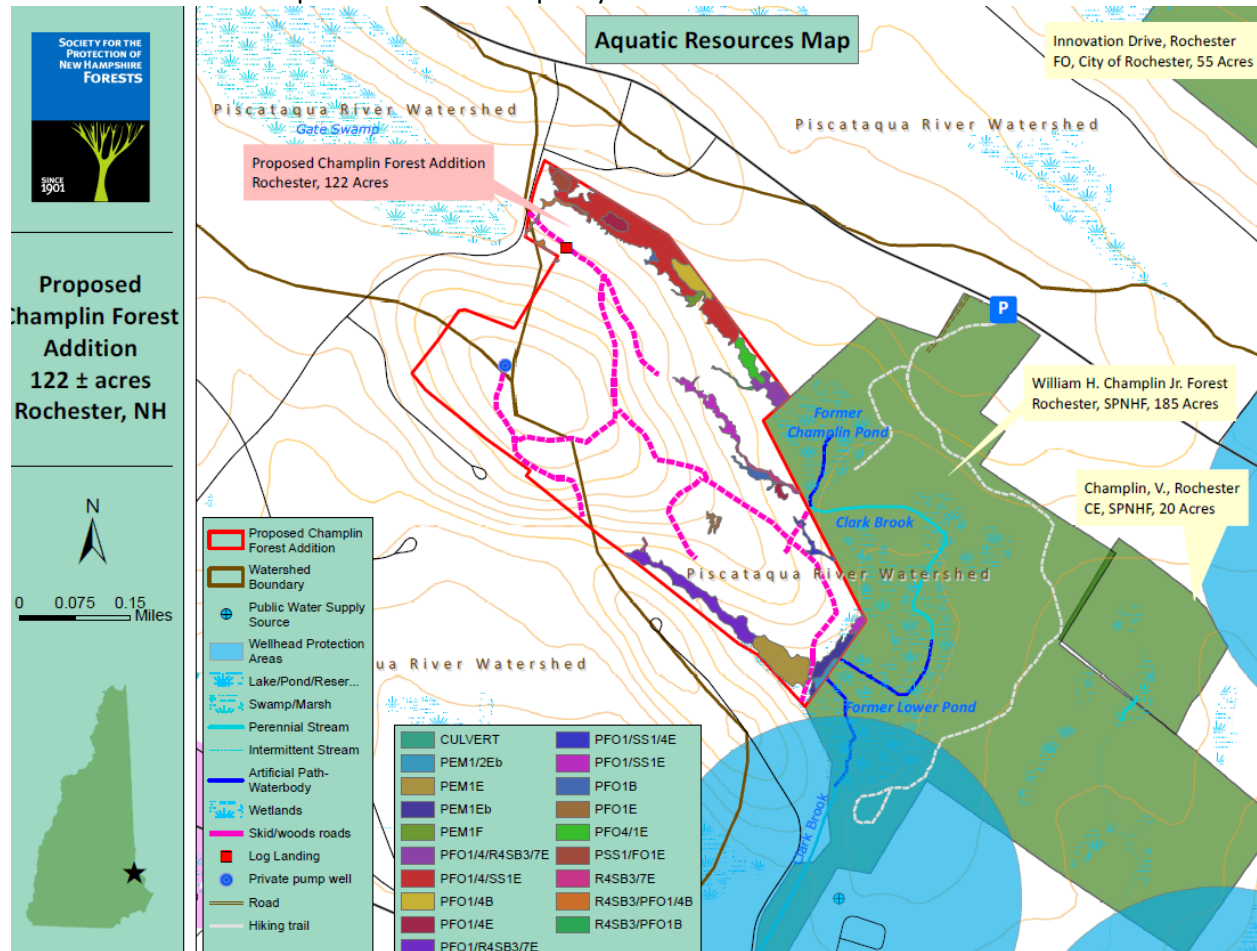 SOCIETY FOR THE
PROTECTION OF
NEW HAMPSHIRE
FORESTS
SINCE
1901
Proposed
Champlin Forest
Addition
122 ± acres
Rochester, NH
N
0 0.075 0.15
Miles
Aquatic Resources Map
Innovation Drive, Rochester
FO, City of Rochester, 55 Acres
Piscataqua River Watershed
Gate Swamp
Piscataqua River Watershed
Proposed Champlin Forest Addition
Rochester, 122 Acres
P
William H. Champlin Jr. Forest
Rochester, SPNHF, 185 Acres
Former
Champlin Pond
Champlin, V., Rochester
CE, SPNHF, 20 Acres
Clark Brook
Piscataqua River Watershed
qua River Watershed
Former Lower Pond
Clark Brook
Proposed Champlin
Forest Addition
Watershed
Boundary
Public Water Supply
Source
Wellhead Protection
Areas
Lake/Pond/Reser...
Swamp/Marsh
Perennial Stream
Intermittent Stream
Artificial Path-
Waterbody
Wetlands
Skid/woods roads
Log Landing
Private pump well
Road
Hiking trail
CULVERT
PEM1/2Eb
PEM1E
PEM1Eb
PEM1F
PFO1/4/R4SB3/7E
PFO1/4/SS1E
PFO1/4B
PFO1/4E
PFO1/R4SB3/7E
PFO1/SS1/4E
PFO1/SS1E
PFO1B
PFO1E
PFO4/1E
PSS1/FO1E
R4SB3/7E
R4SB3/PFO1/4B
R4SB3/PFO1B